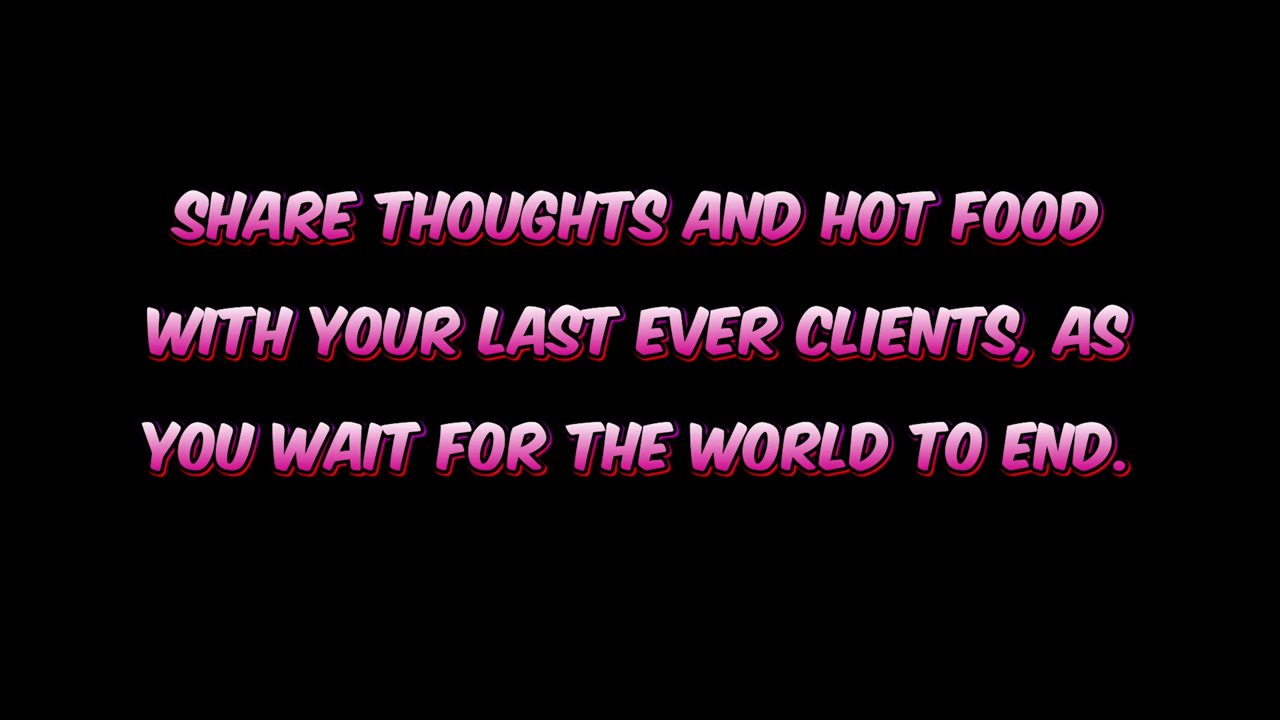 SHARE THOUGHTS AND HOT FOOD
WITH YOUR LAST EVER CLIENTS, AS
YOU WAIT FOR THE WORLD TO END.